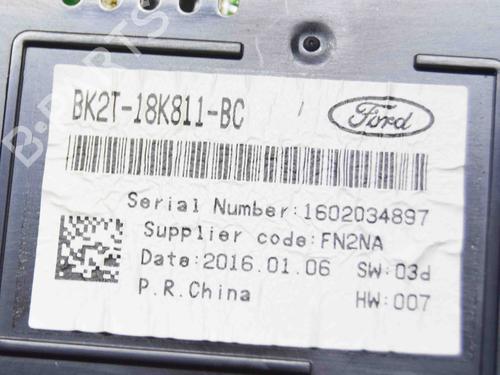 BK2T-18K811-BC
Ford
Serial Number:1602034897
Supplier code:FN2NA
Date:2016.01.06 SW:03d
P.R.China HW:007
B-PARTS